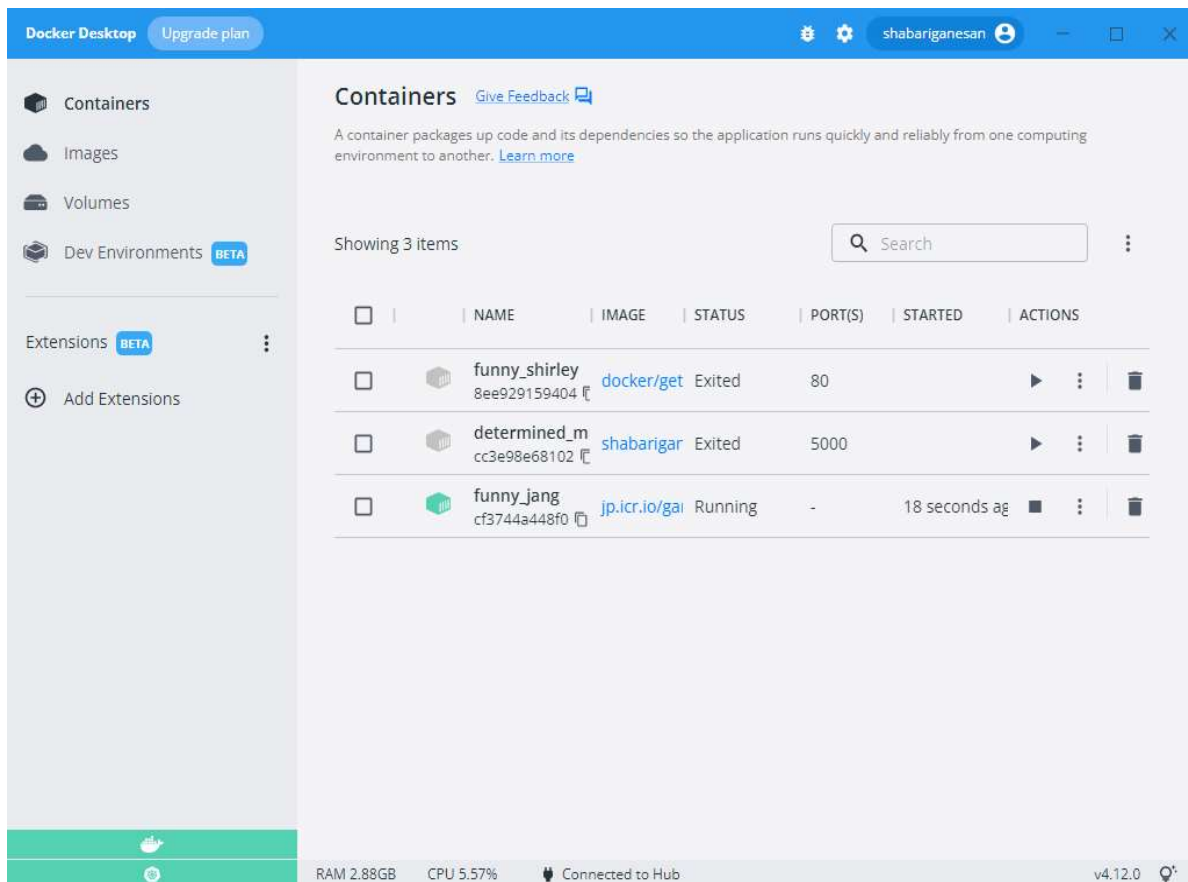 Docker Desktop Upgrade plan shabariganesan
Containers
Images
Volumes
Dev Environments BETA
Extensions BETA
Add Extensions
Containers Give Feedback
A container packages up code and its dependencies so the application runs quickly and reliably from one computing
environment to another. Learn more
Showing 3 items Search
NAME IMAGE STATUS PORT(S) STARTED ACTIONS
funny_shirley
8ee929159404
docker/get Exited 80
determined_m
cc3e98e68102
shabarigar Exited 5000
funny_jang
cf3744a448f0
jp.icr.io/gai Running - 18 seconds ag
RAM 2.88GB CPU 5.57% Connected to Hub v4.12.0